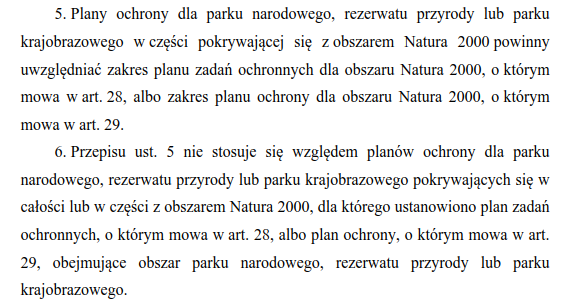 5. Plany ochrony dla parku narodowego, rezerwatu przyrody lub parku
krajobrazowego w części pokrywającej się z obszarem Natura 2000 powinny
uwzględniać zakres planu zadań ochronnych dla obszaru Natura 2000, o którym
mowa w art. 28, albo zakres planu ochrony dla obszaru Natura 2000, o którym
mowa w art. 29.
6. Przepisu ust. 5 nie stosuje się względem planów ochrony dla parku
narodowego, rezerwatu przyrody lub parku krajobrazowego pokrywających się w
całości lub w części z obszarem Natura 2000, dla którego ustanowiono plan zadań
ochronnych, o którym mowa w art. 28, albo plan ochrony, o którym mowa w art.
29, obejmujące obszar parku narodowego, rezerwatu przyrody lub parku
krajobrazowego.